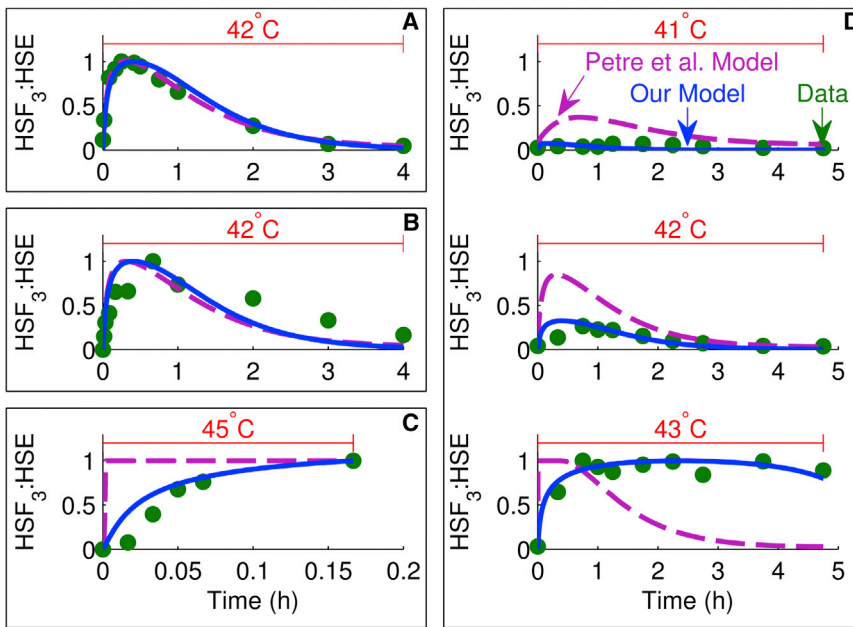 A
42°C
HSF3:HSE
1
0.5
0
0 1 2 3 4
B
42°C
HSF3:HSE
1
0.5
0
0 1 2 3 4
C
45°C
HSF3:HSE
1
0.5
0
0 0.05 0.1 0.15 0.2
Time (h)
D
41°C
Petre et al. Model
Our Model
Data
HSF3:HSE
1
0.5
0
0 1 2 3 4 5
42°C
HSF3:HSE
1
0.5
0
0 1 2 3 4 5
43°C
HSF3:HSE
1
0.5
0
0 1 2 3 4 5
Time (h)